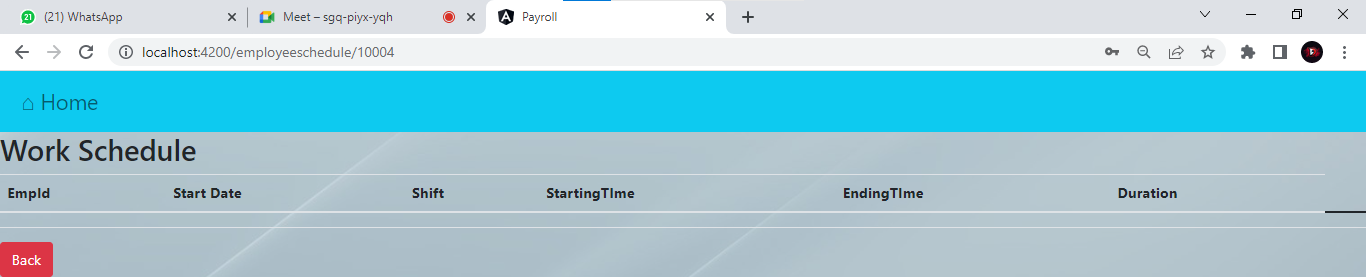 21 (21) WhatsApp Meet – sgq-piyx-yqh Payroll
localhost:4200/employeeschedule/10004
⌂ Home
Work Schedule
EmpId Start Date Shift StartingTIme EndingTIme Duration
Back